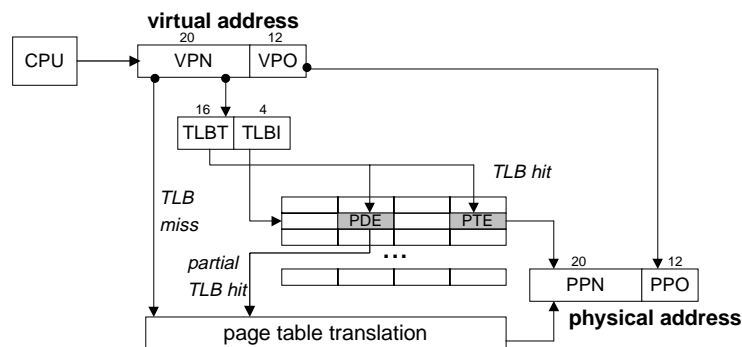 virtual address
20 12
CPU VPN VPO
16 4
TLBT TLBI
TLB hit
TLB
miss
PDE PTE
partial
TLB hit
...
20 12
PPN PPO
physical address
page table translation